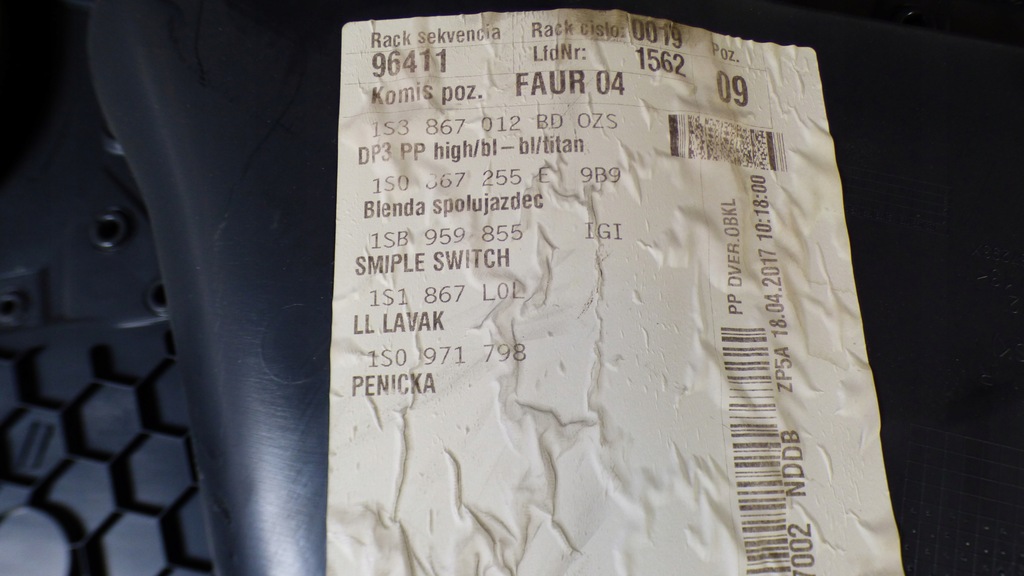 Rack sekvencia Rack cislo: 0019 Poz.
96411 LfdNr: 1562
Komis poz. FAUR 04 09
1S3 867 012 BD OZS
DP3 PP high/bl-bl/titan
1S0 867 255 E 9B9
Blenda spolujazdec
1SB 959 855 IGI
SMIPLE SWITCH
1S1 867 L0L
LL LAVAK
1S0 971 798
PENICKA
PP DVER.OBKL
ZP5A 18.04.2017 10:18:00
7002 NDDB